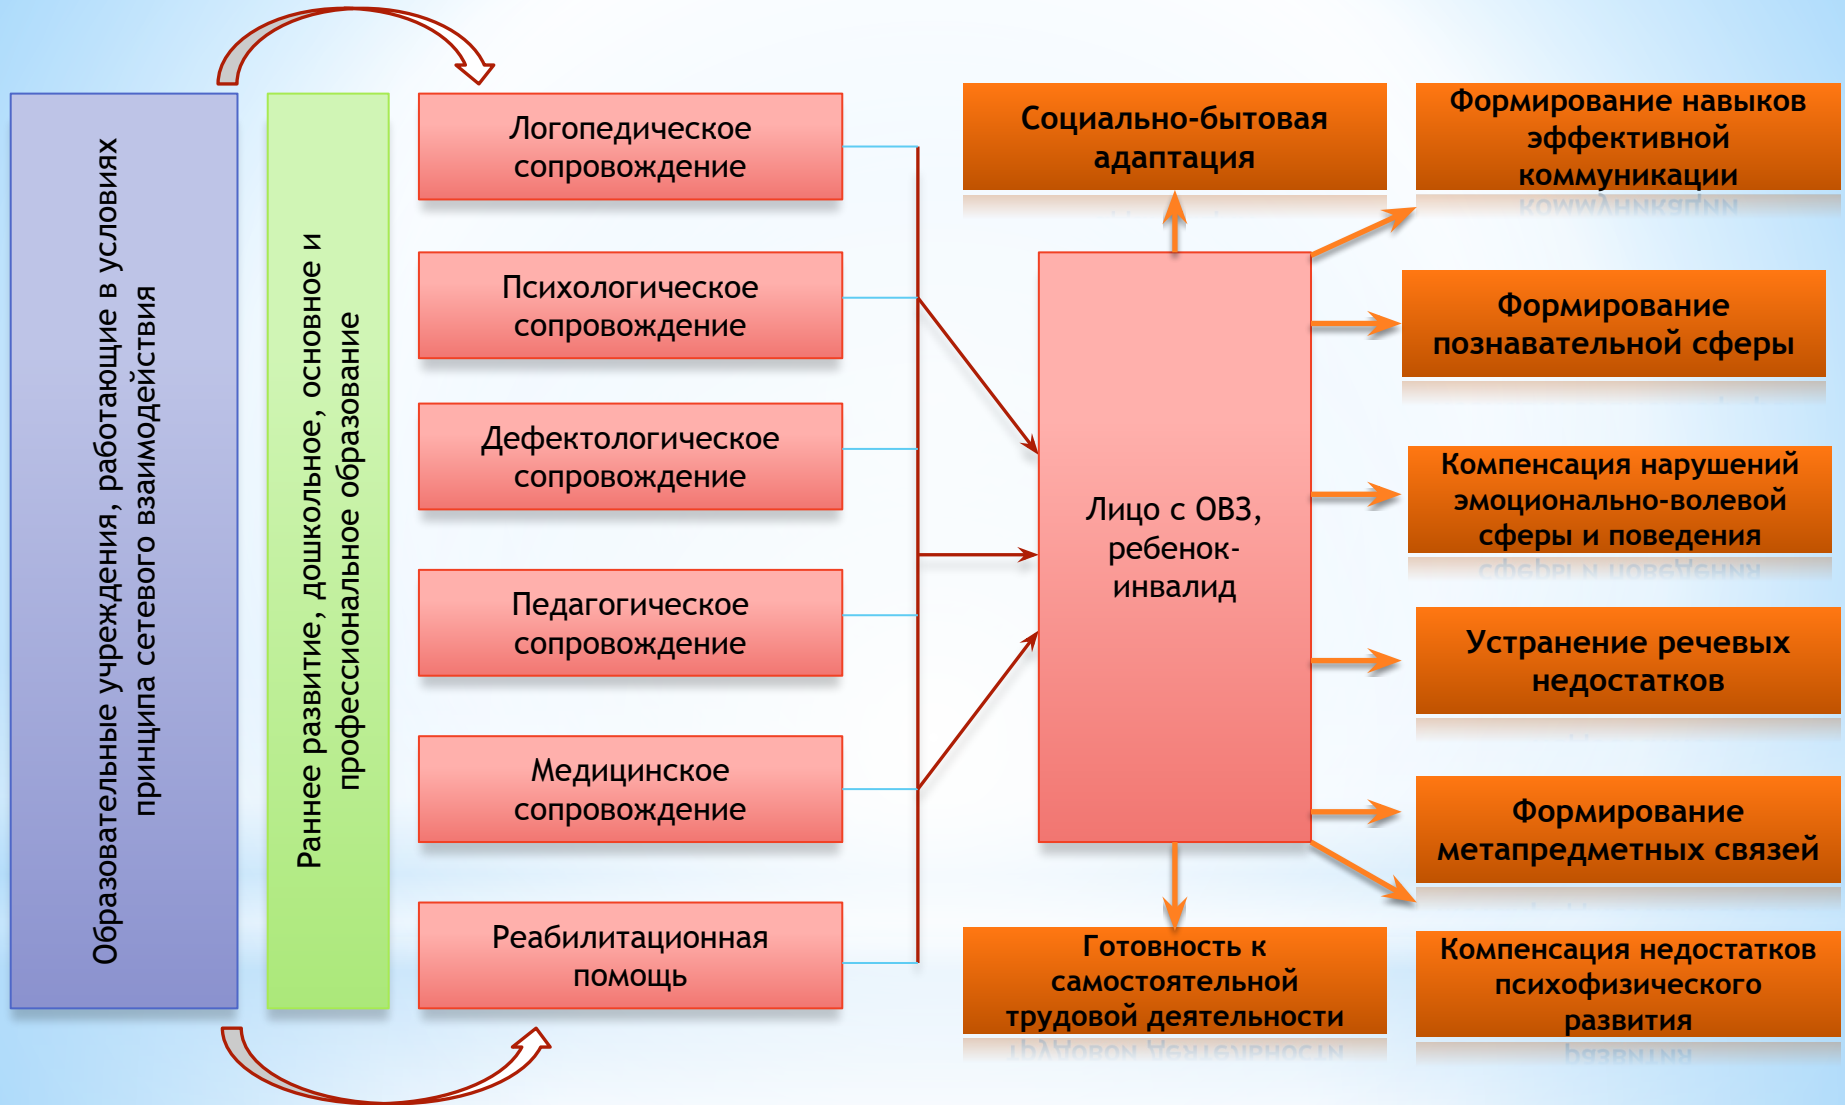 Образовательные учреждения, работающие в условиях
принципа сетевого взаимодействия
Раннее развитие, дошкольное, основное и
профессиональное образование
Логопедическое
сопровождение
Психологическое
сопровождение
Дефектологическое
сопровождение
Педагогическое
сопровождение
Медицинское
сопровождение
Реабилитационная
помощь
Социально-бытовая
адаптация
Лицо с ОВЗ,
ребенок-
инвалид
Готовность к
самостоятельной
трудовой деятельности
Формирование навыков
эффективной
коммуникации
Формирование
познавательной сферы
Компенсация нарушений
эмоционально-волевой
сферы и поведения
Устранение речевых
недостатков
Формирование
метапредметных связей
Компенсация недостатков
психофизического
развития